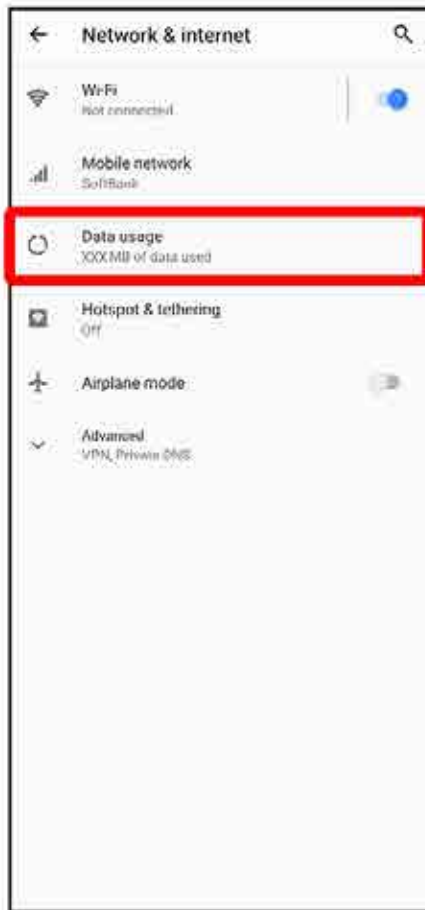 Network & internet
Wi-Fi
Not connected
Mobile network
SoftBank
Data usage
XXX MB of data used
Hotspot & tethering
Off
Airplane mode
Advanced
VPN, Private DNS